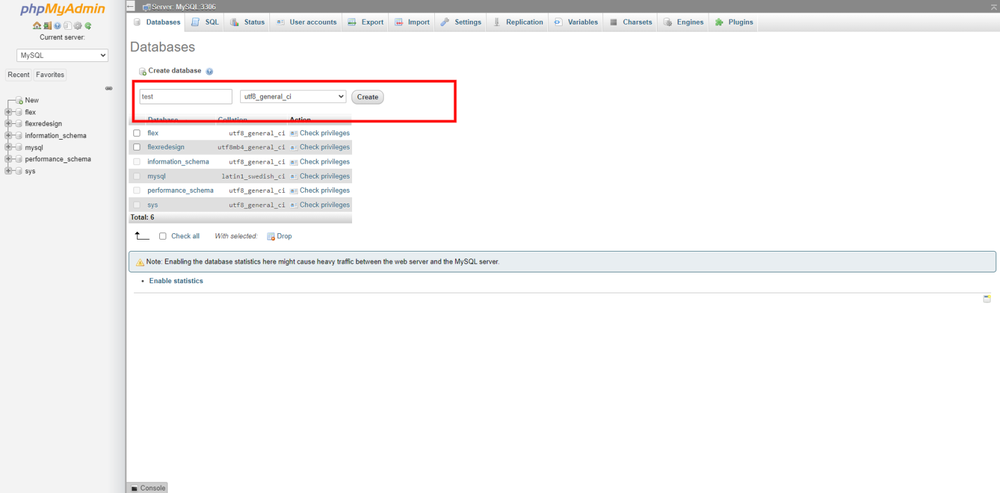 phpMyAdmin
Current server:
MySQL
Recent Favorites
New
flex
flexredesign
information_schema
mysql
performance_schema
sys
Server: MySQL:3306
Databases SQL Status User accounts Export Import Settings Replication Variables Charsets Engines Plugins
Databases
Create database
test utf8_general_ci Create
Database Collation Action
flex utf8_general_ci Check privileges
flexredesign utf8mb4_general_ci Check privileges
information_schema utf8_general_ci Check privileges
mysql latin1_swedish_ci Check privileges
performance_schema utf8_general_ci Check privileges
sys utf8_general_ci Check privileges
Total: 6
Check all With selected: Drop
Note: Enabling the database statistics here might cause heavy traffic between the web server and the MySQL server.
• Enable statistics
Console